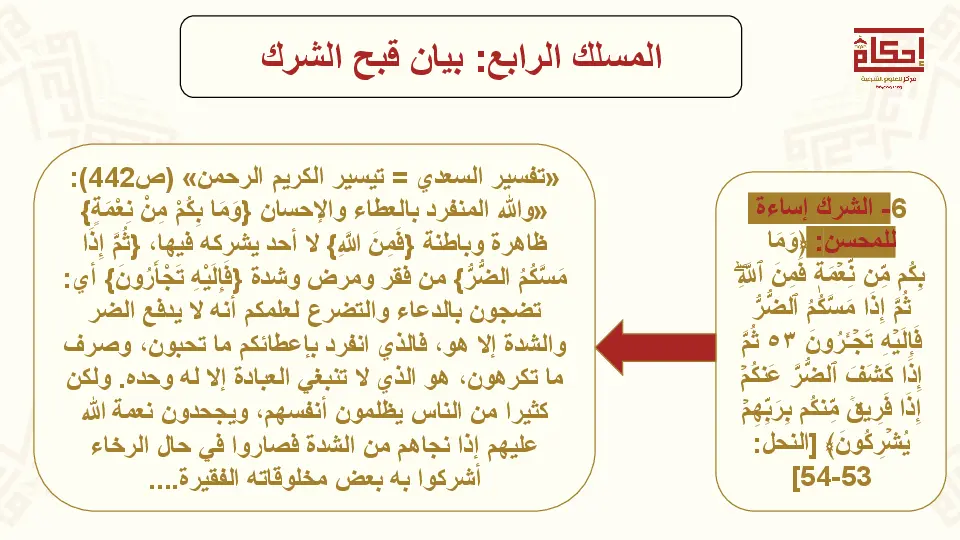 المسلك الرابع: بيان قبح الشرك
إحكام
مركز للعلوم الشرعية
6- الشرك إساءة
للمحسن: ﴿وَمَا
بِكُم مِّن نِّعۡمَةٖ فَمِنَ ٱللَّهِۖ
ثُمَّ إِذَا مَسَّكُمُ ٱلضُّرُّ
فَإِلَيۡهِ تَجۡـَٔرُونَ ٥٣ ثُمَّ
إِذَا كَشَفَ ٱلضُّرَّ عَنكُمۡ
إِذَا فَرِيقٞ مِّنكُم بِرَبِّهِمۡ
يُشۡرِكُونَ﴾ [النحل:
53-54]
«تفسير السعدي = تيسير الكريم الرحمن» (ص442):
«والله المنفرد بالعطاء والإحسان {وَمَا بِكُمْ مِنْ نِعْمَةٍ}
ظاهرة وباطنة {فَمِنَ اللَّهِ} لا أحد يشركه فيها، {ثُمَّ إِذَا
مَسَّكُمُ الضُّرُّ} من فقر ومرض وشدة {فَإِلَيْهِ تَجْأَرُونَ} أي:
تضجون بالدعاء والتضرع لعلمكم أنه لا يدفع الضر
والشدة إلا هو، فالذي انفرد بإعطائكم ما تحبون، وصرف
ما تكرهون، هو الذي لا تنبغي العبادة إلا له وحده. ولكن
كثيرا من الناس يظلمون أنفسهم، ويجحدون نعمة الله
عليهم إذا نجاهم من الشدة فصاروا في حال الرخاء
أشركوا به بعض مخلوقاته الفقيرة....